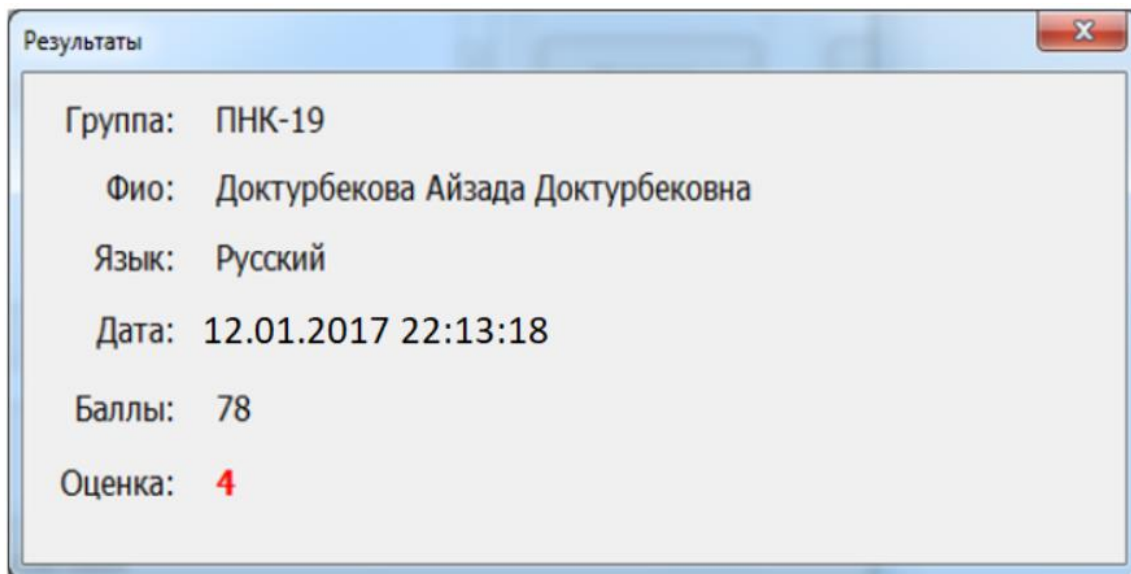 Результаты
Группа: ПНК-19
Фио: Доктурбекова Айзада Доктурбековна
Язык: Русский
Дата: 12.01.2017 22:13:18
Баллы: 78
Оценка: 4